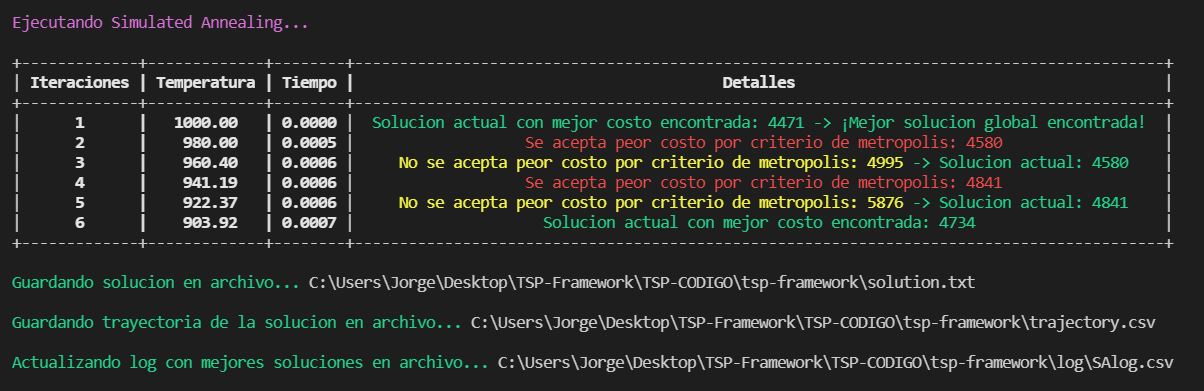 Ejecutando Simulated Annealing...
+-------------+-------------+--------+------------------------------------------------------------------------------------------+
| Iteraciones | Temperatura | Tiempo | Detalles |
+-------------+-------------+--------+------------------------------------------------------------------------------------------+
| 1 | 1000.00 | 0.0000 | Solucion actual con mejor costo encontrada: 4471 -> ¡Mejor solucion global encontrada! |
| 2 | 980.00 | 0.0005 | Se acepta peor costo por criterio de metropolis: 4580 |
| 3 | 960.40 | 0.0006 | No se acepta peor costo por criterio de metropolis: 4995 -> Solucion actual: 4580 |
| 4 | 941.19 | 0.0006 | Se acepta peor costo por criterio de metropolis: 4841 |
| 5 | 922.37 | 0.0006 | No se acepta peor costo por criterio de metropolis: 5876 -> Solucion actual: 4841 |
| 6 | 903.92 | 0.0007 | Solucion actual con mejor costo encontrada: 4734 |
+-------------+-------------+--------+------------------------------------------------------------------------------------------+
Guardando solucion en archivo... C:\Users\Jorge\Desktop\TSP-Framework\TSP-CODIGO\tsp-framework\solution.txt
Guardando trayectoria de la solucion en archivo... C:\Users\Jorge\Desktop\TSP-Framework\TSP-CODIGO\tsp-framework\trajectory.csv
Actualizando log con mejores soluciones en archivo... C:\Users\Jorge\Desktop\TSP-Framework\TSP-CODIGO\tsp-framework\log\SAlog.csv